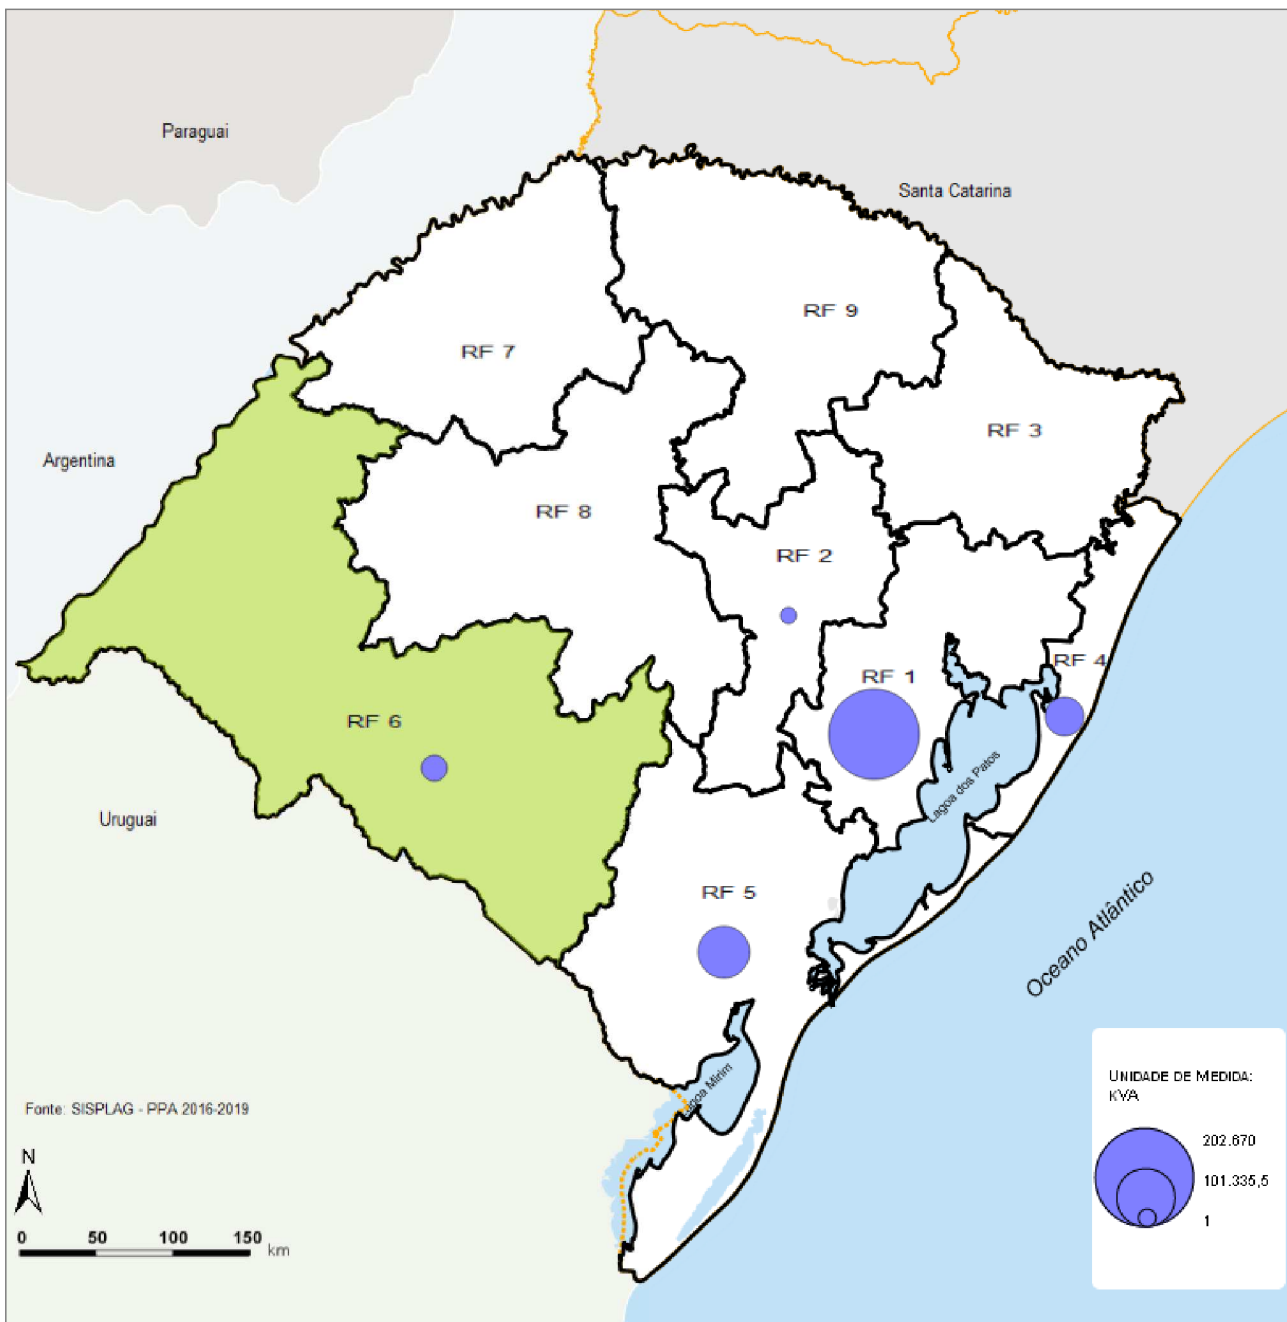 Paraguai
Santa Catarina
RF 9
RF 7
RF 3
Argentina
RF 8
RF 2
RF 4
RF 1
RF 6
Lagoa dos Patos
Uruguai
RF 5
Oceano Atlântico
Lagoa Mirim
Fonte: SISPLAG - PPA 2016-2019
N
0 50 100 150 km
UNIDADE DE MEDIDA:
KVA
202.670
101.335,5
1